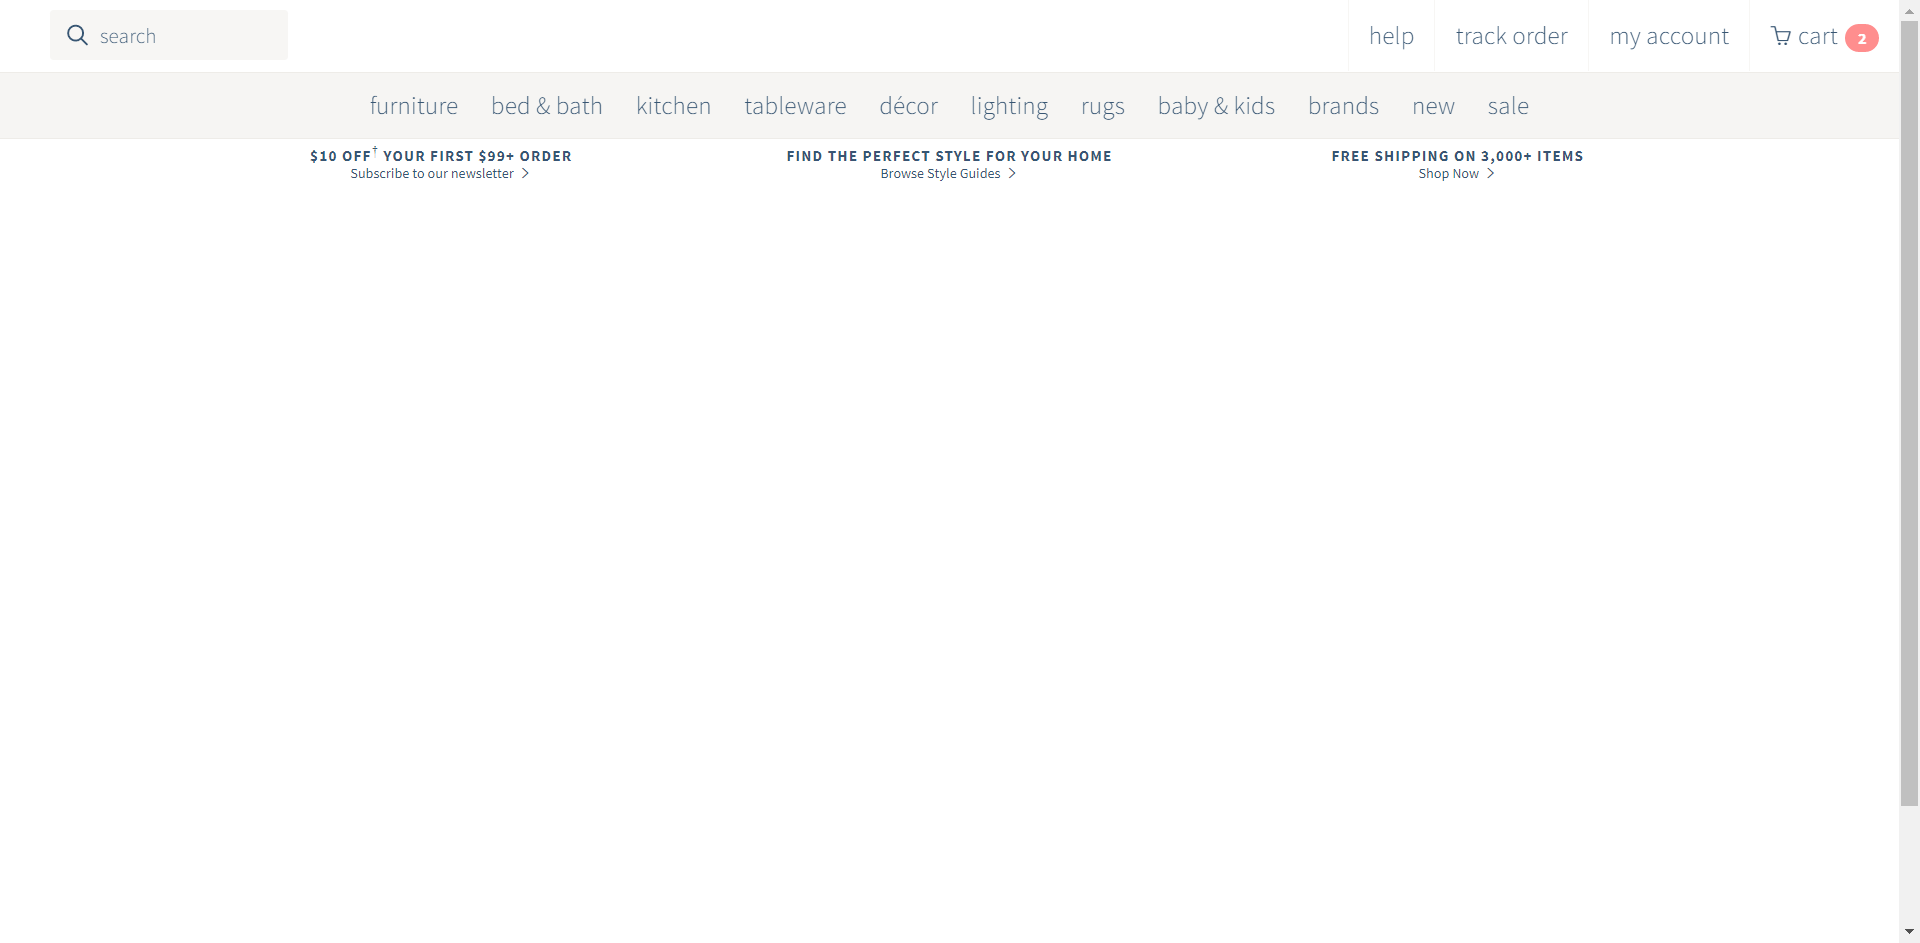 search
help track order my account cart 2
furniture bed & bath kitchen tableware décor lighting rugs baby & kids brands new sale
$10 OFF† YOUR FIRST $99+ ORDER
Subscribe to our newsletter
FIND THE PERFECT STYLE FOR YOUR HOME
Browse Style Guides
FREE SHIPPING ON 3,000+ ITEMS
Shop Now